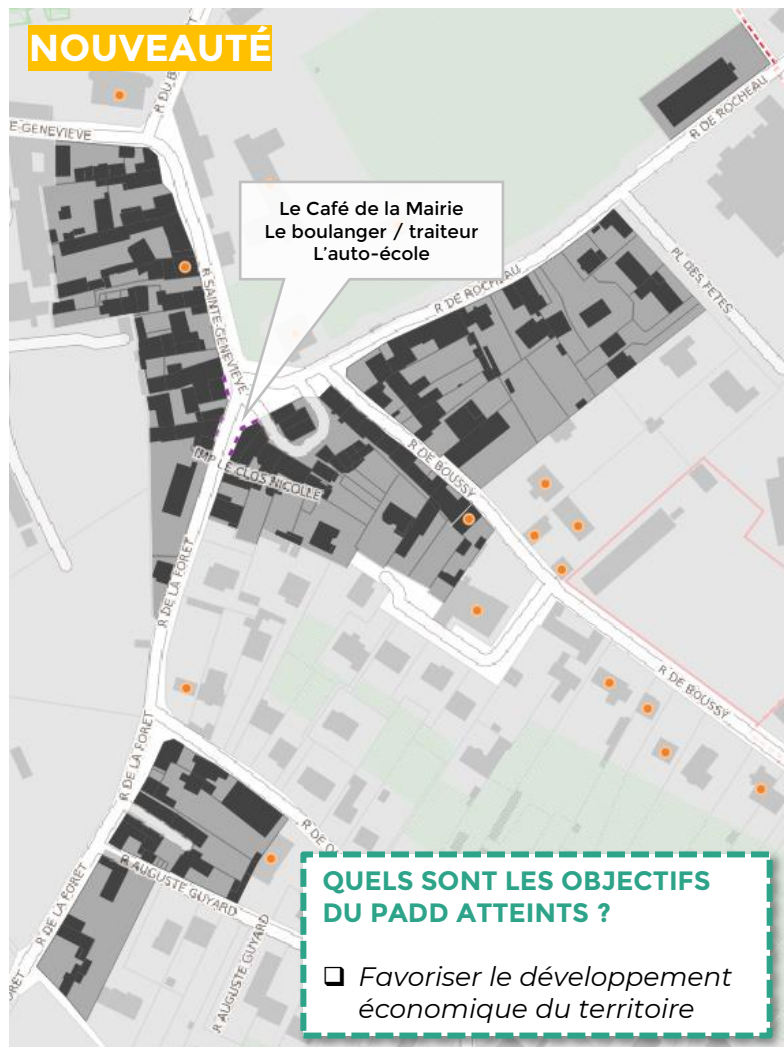 NOUVEAUTÉ
R DU B
E GENEVIEVE
R DE ROCHEAU
Le Café de la Mairie
Le boulanger / traiteur
L'auto-école
R SAINTE-GENEVIEVE
R DE ROCHEAU
PL DES FETES
IMP LE CLOS NICOLLE
R DE BOUSSY
R DE LA FORET
R DE BOUSSY
R DE LA FORET
R DE O
R AUGUSTE GUYARD
R DE LA FORET
R AUGUSTE GUYARD
ORET
QUELS SONT LES OBJECTIFS
DU PADD ATTEINTS ?
❑ Favoriser le développement
économique du territoire